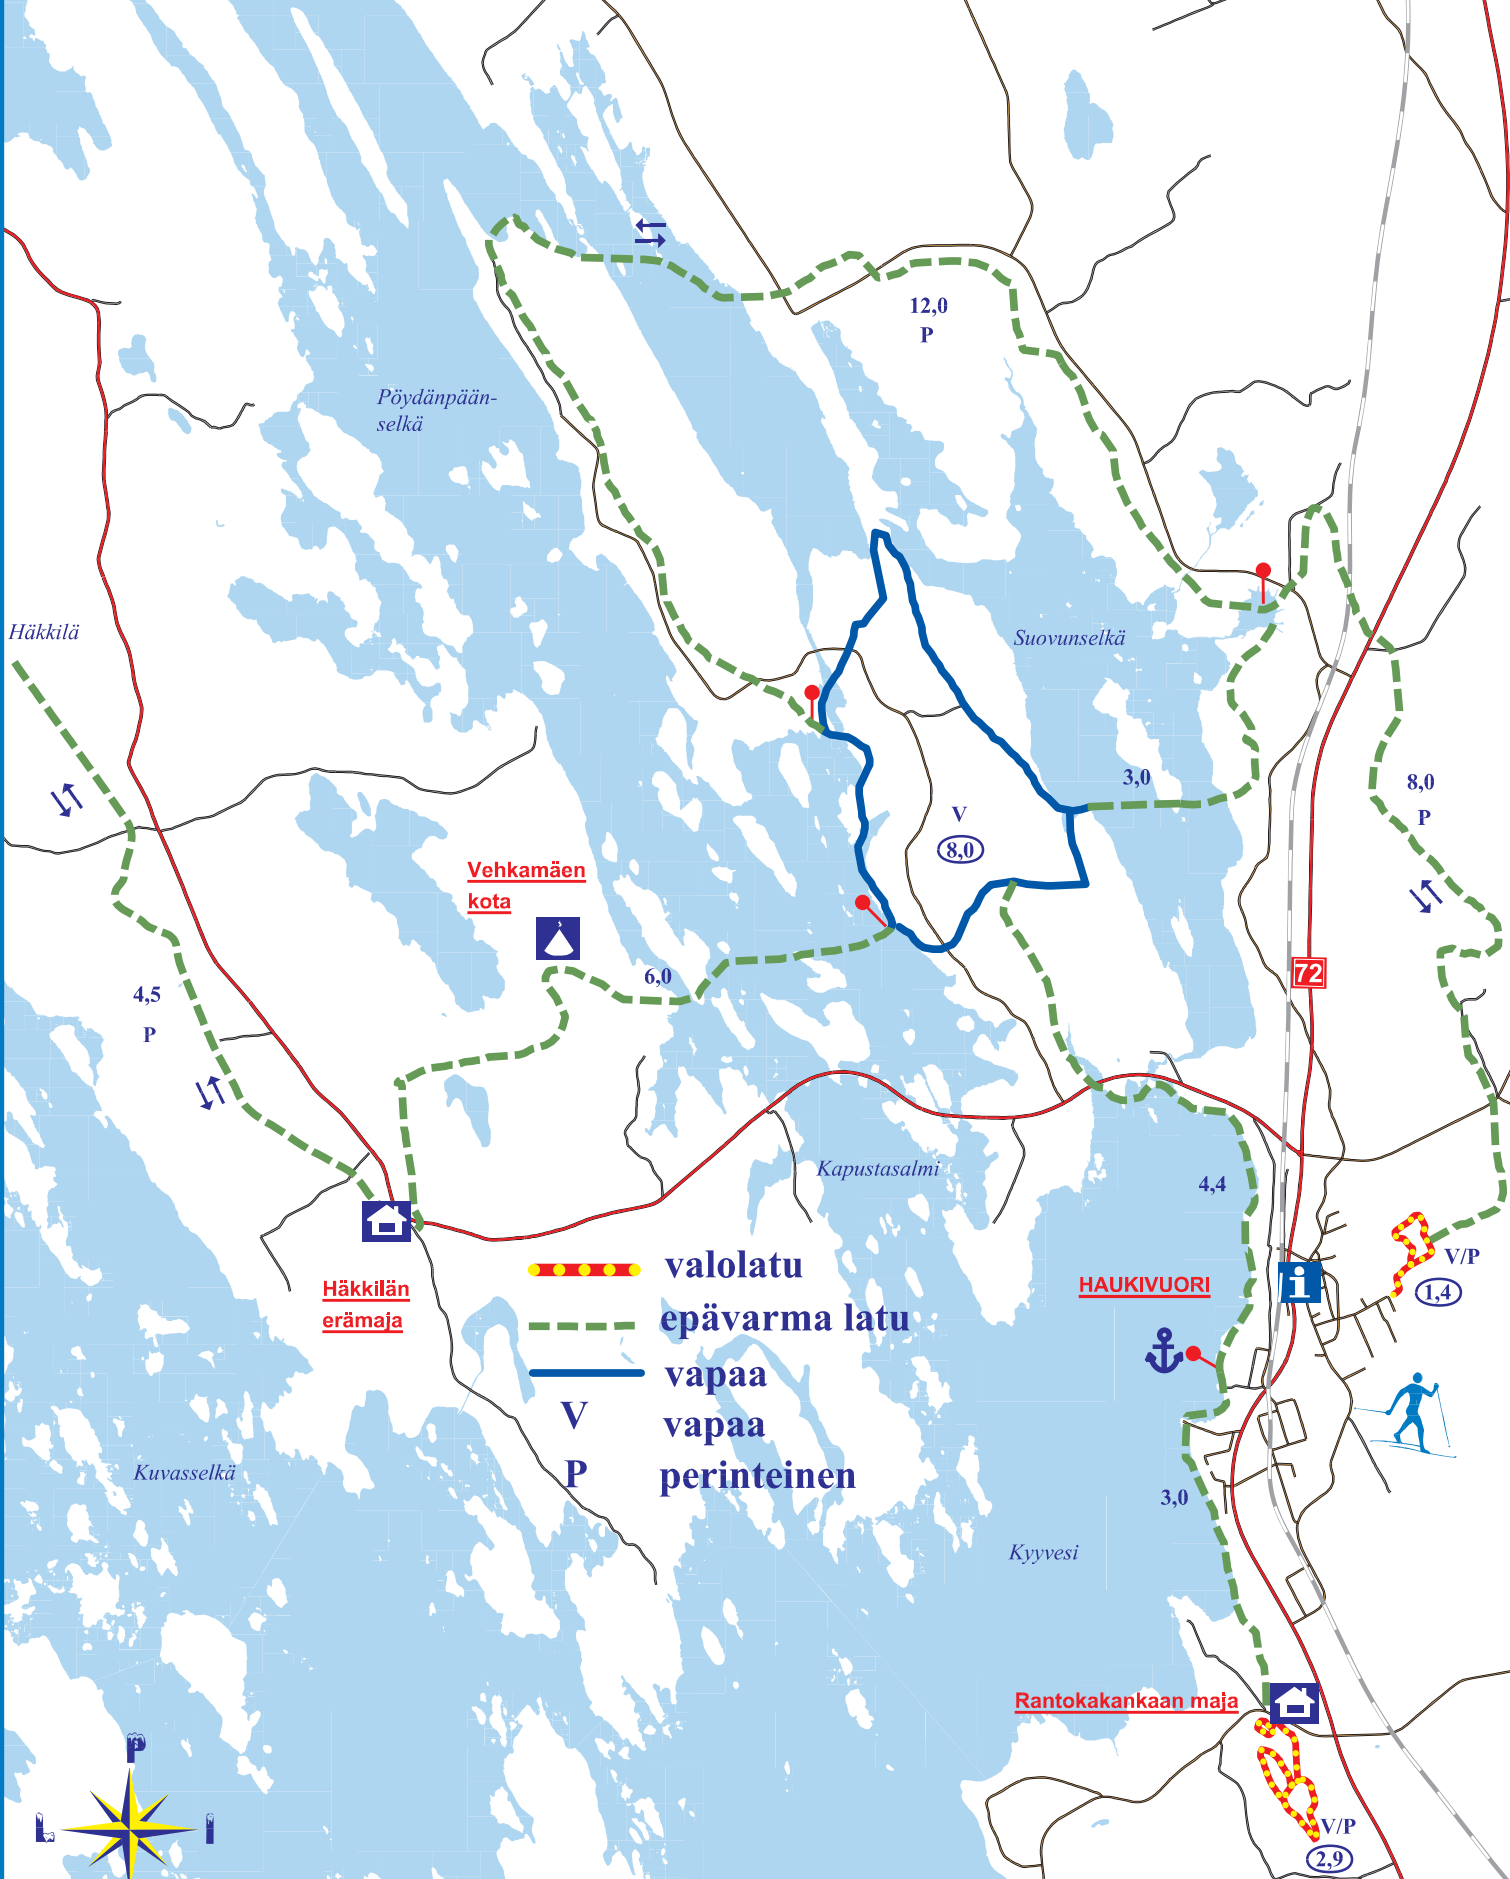 12,0
P
Pöydänpään-
selkä
Häkkilä
Suovunselkä
3,0
8,0
P
V
8,0
Vehkamäen
kota
6,0
72
4,5
P
Kapustasalmi
4,4
Häkkilän
erämaja
valolatu
epävarma latu
vapaa
V vapaa
P perinteinen
HAUKIVUORI
i
V/P
1,4
Kuvasselkä
3,0
Kyyvesi
Rantokakankaan maja
P
L I
V/P
2,9